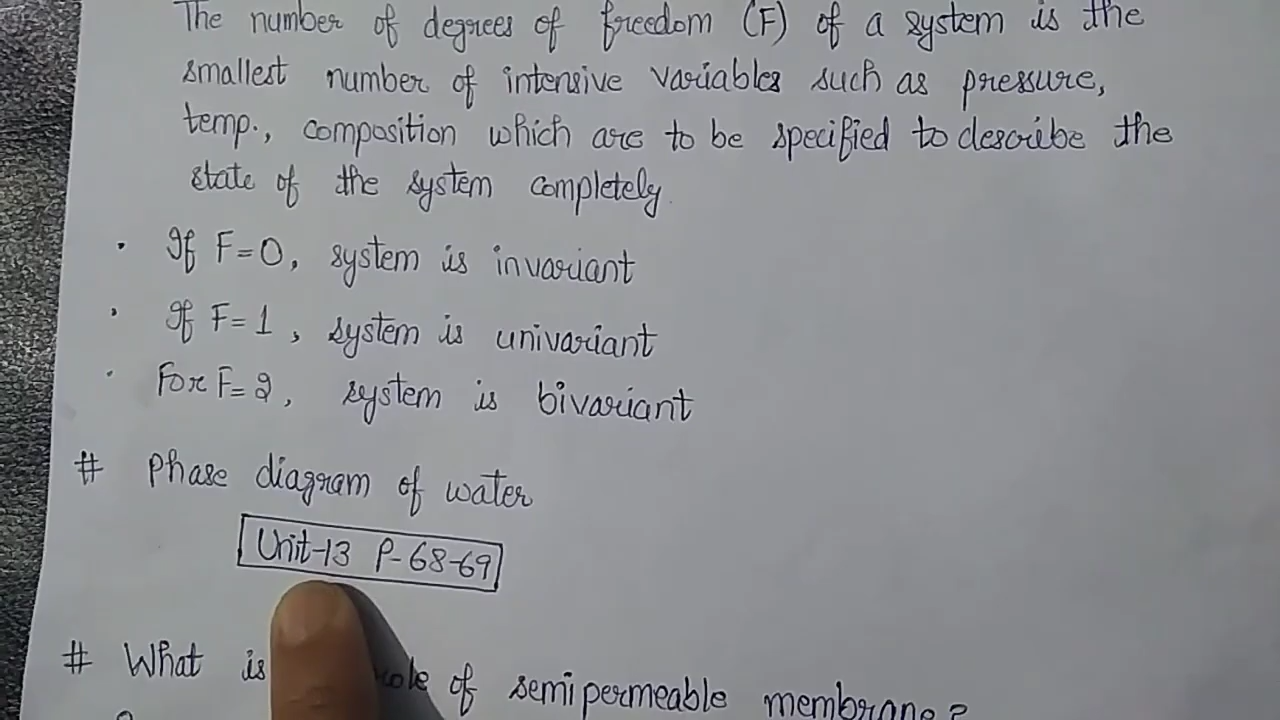 The number of degrees of freedom (F) of a system is the
smallest number of intensive variables such as pressure,
temp., composition which are to be specified to describe the
state of the system completely.
· If F=0, system is invariant
· If F=1, system is univariant
· For F=2, system is bivariant
# Phase diagram of water
Unit-13 P-68-69
# What is role of semipermeable membrane?